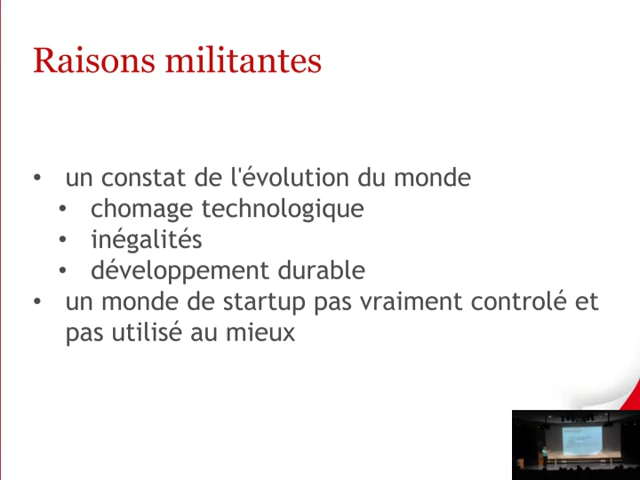 Raisons militantes
• un constat de l'évolution du monde
• chomage technologique
• inégalités
• développement durable
• un monde de startup pas vraiment controlé et
pas utilisé au mieux